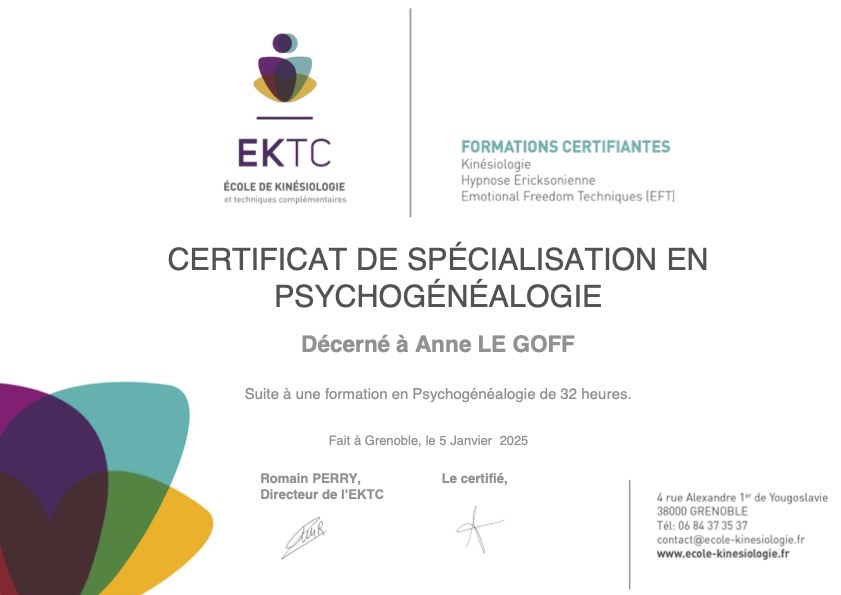 EKTC
ÉCOLE DE KINÉSIOLOGIE
et techniques complémentaires
FORMATIONS CERTIFIANTES
Kinésiologie
Hypnose Ericksonienne
Emotional Freedom Techniques (EFT)
CERTIFICAT DE SPÉCIALISATION EN
PSYCHOGÉNÉALOGIE
Décerné à Anne LE GOFF
Suite à une formation en Psychogénéalogie de 32 heures.
Fait à Grenoble, le 5 Janvier 2025
Romain PERRY,
Directeur de l'EKTC
Le certifié,
4 rue Alexandre 1er de Yougoslavie
38000 GRENOBLE
Tél: 06 84 37 35 37
contact@ecole-kinesiologie.fr
www.ecole-kinesiologie.fr